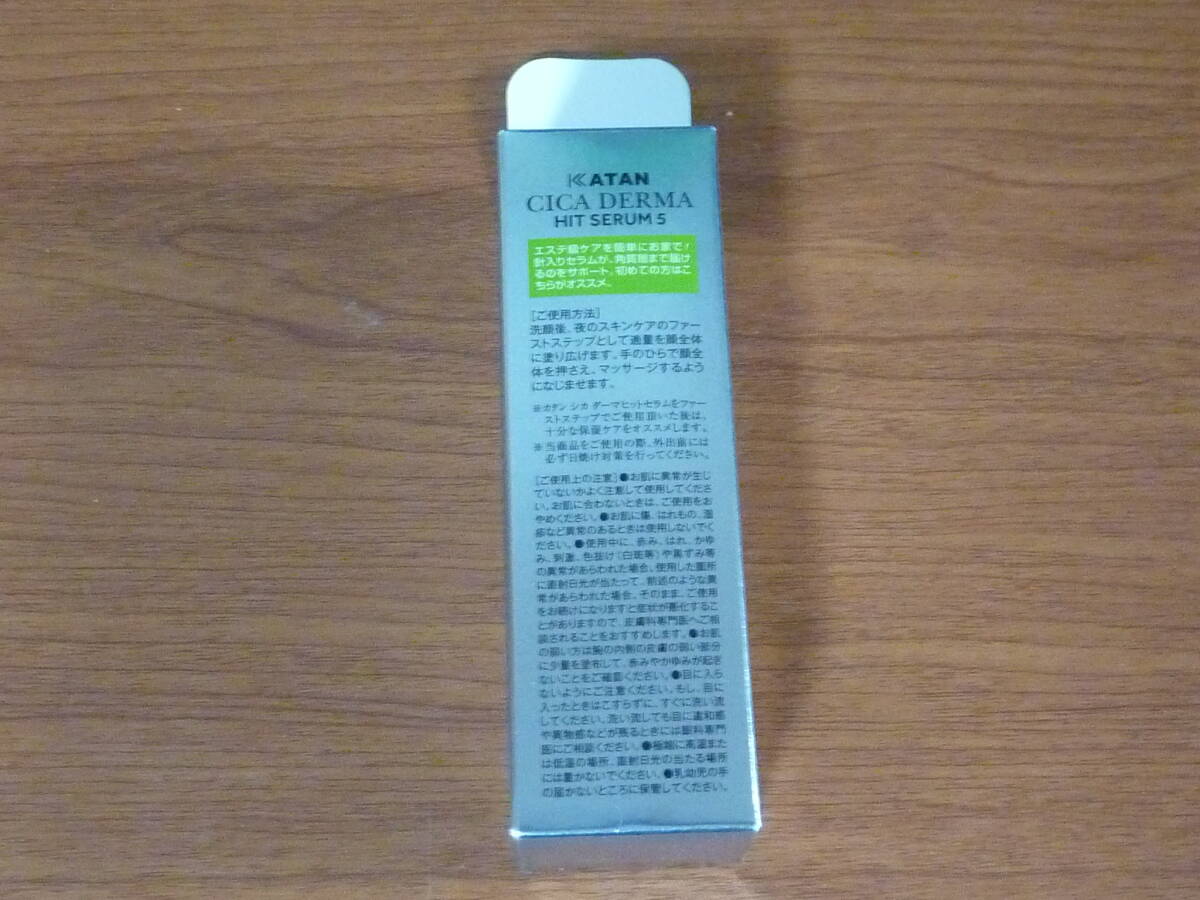 KATAN
CICA DERMA
HIT SERUM 5
エステ級ケアを簡単にお家で!
針入りセラムが、角質層まで届け
るのをサポート。初めての方はこ
ちらがオススメ。
[ご使用方法]
洗顔後、夜のスキンケアのファー
ストステップとして適量を顔全体
に塗り広げます。手のひらで顔全
体を押さえ、マッサージするよう
になじませます。
※カタン シカ ダーマヒットセラムをファー
ストステップでご使用頂いた後は、
十分な保湿ケアをオススメします。
※当商品をご使用の際、外出前には
必ず日焼け対策を行ってください。
[ご使用上の注意]●お肌に異常が生じ
ていないかよく注意して使用してくださ
い。お肌に合わないときは、ご使用をお
やめください。●お肌に傷、はれもの、湿
疹など異常のあるときは使用しないでく
ださい。●使用中に、赤み、はれ、かゆ
み、刺激、色抜け(白斑等)や黒ずみ等
の異常があらわれた場合。使用した箇所
に直射日光が当たって、前述のような異
常があらわれた場合。そのまま、ご使用
をお続けになりますと症状が悪化するこ
とがありますので、皮膚科専門医へご相
談されることをおすすめします。●お肌
の弱い方は腕の内側の皮膚の弱い部分
に少量を塗布して、赤みやかゆみが起き
ないことをご確認ください。●目に入ら
ないようにご注意ください。もし、目に
入ったときはこすらずに、すぐに洗い流
してください。洗い流しても目に違和感
や異物感などが残るときには眼科専門
医にご相談ください。●極端に高温また
は低温の場所、直射日光の当たる場所
には置かないでください。●乳幼児の手
の届かないところに保管してください。